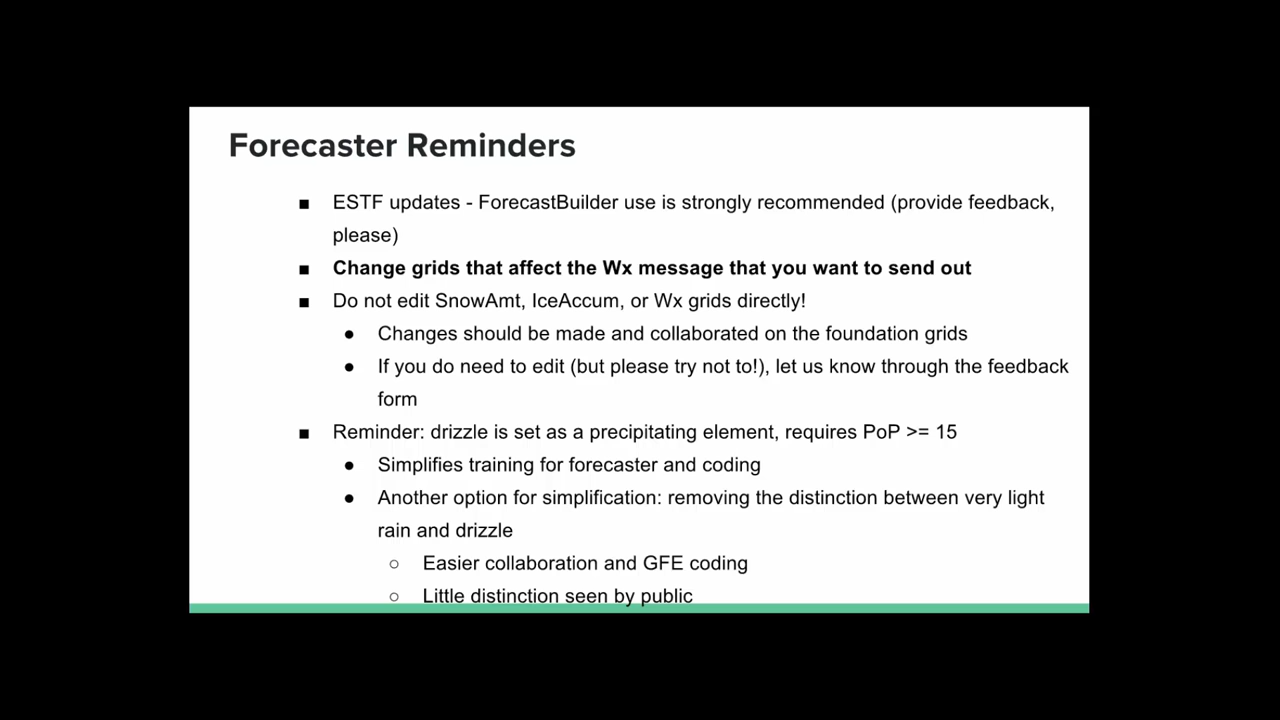 Forecaster Reminders
■ ESTF updates - ForecastBuilder use is strongly recommended (provide feedback,
please)
■ Change grids that affect the Wx message that you want to send out
■ Do not edit SnowAmt, IceAccum, or Wx grids directly!
● Changes should be made and collaborated on the foundation grids
● If you do need to edit (but please try not to!), let us know through the feedback
form
■ Reminder: drizzle is set as a precipitating element, requires PoP >= 15
● Simplifies training for forecaster and coding
● Another option for simplification: removing the distinction between very light
rain and drizzle
○ Easier collaboration and GFE coding
○ Little distinction seen by public